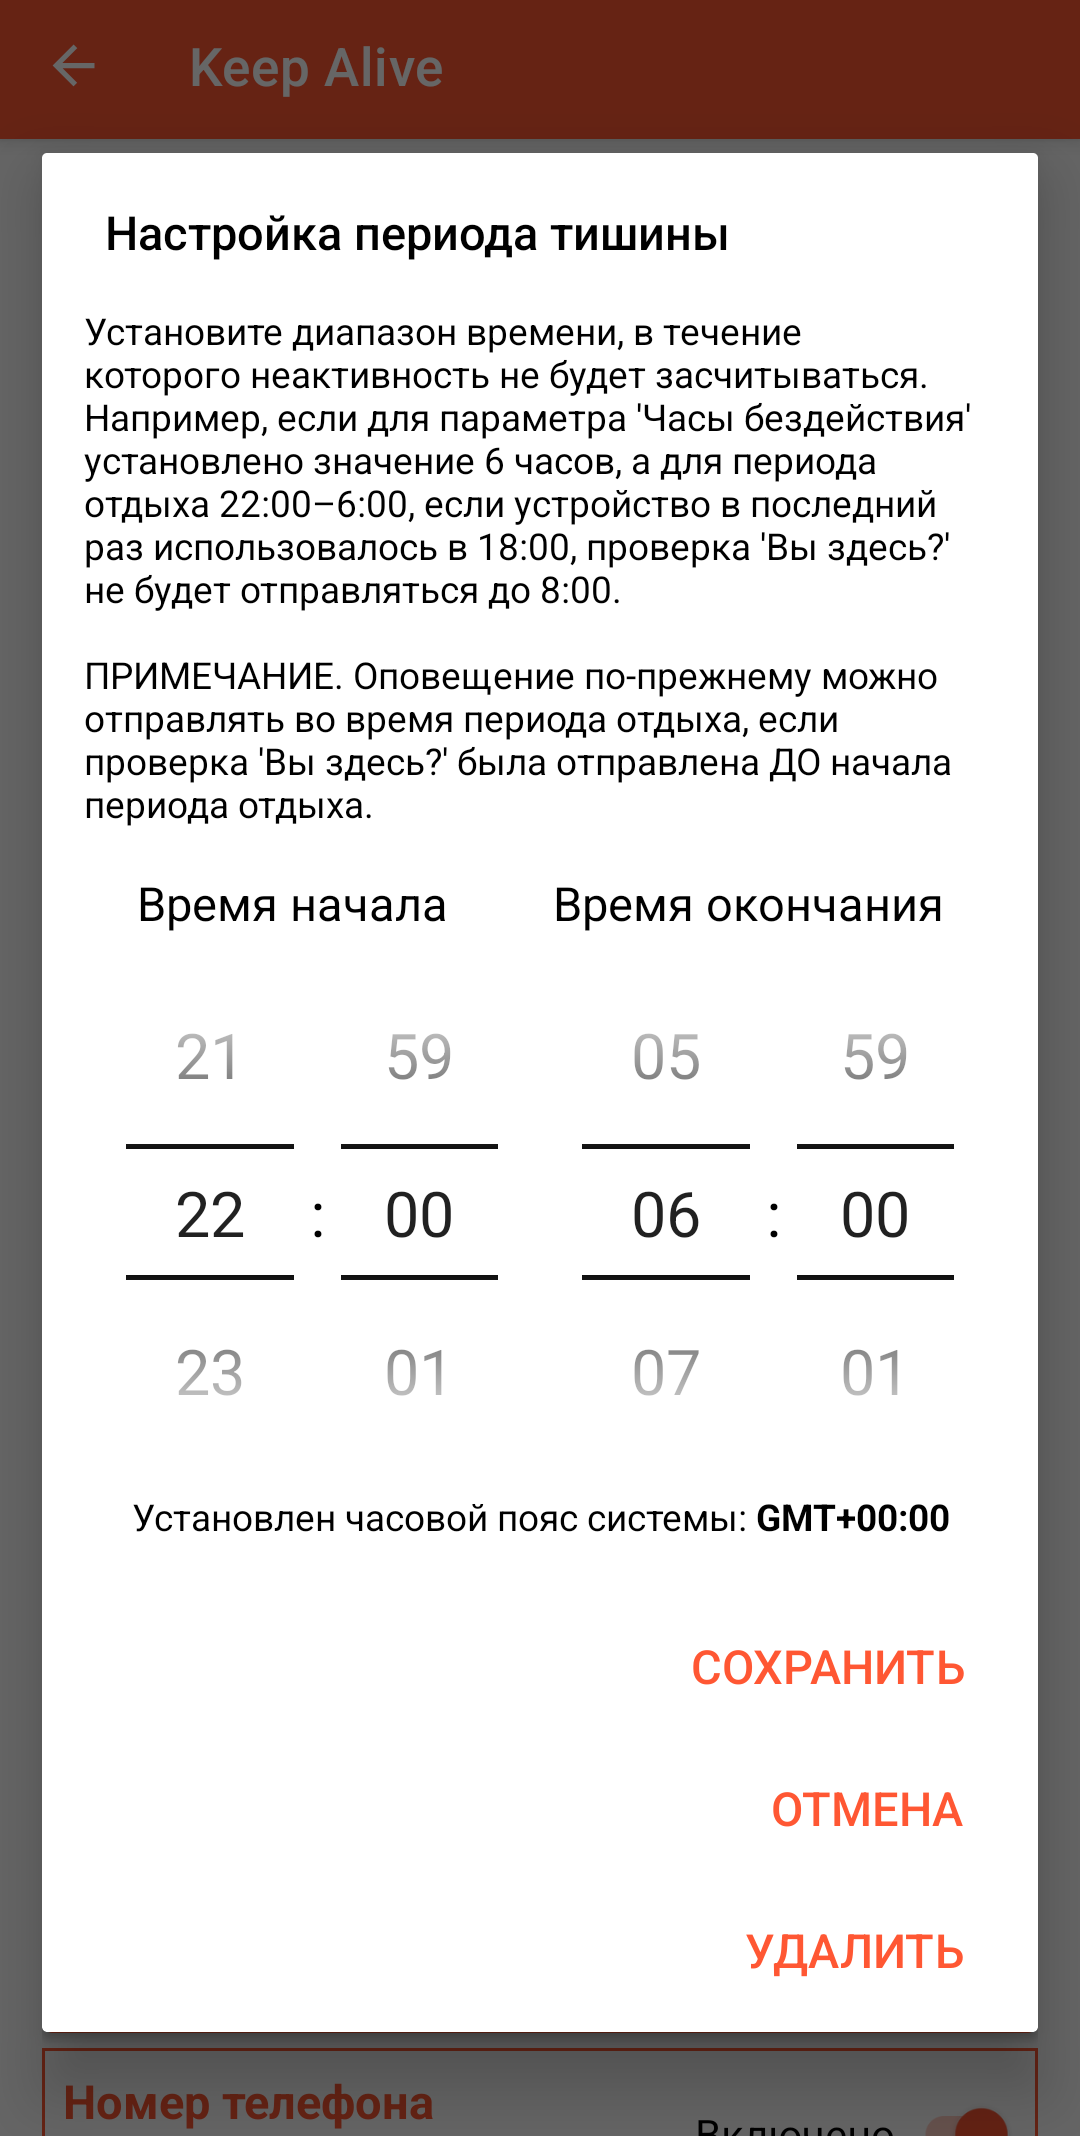 Keep Alive
Настройка периода тишины
Установите диапазон времени, в течение
которого неактивность не будет засчитываться.
Например, если для параметра 'Часы бездействия'
установлено значение 6 часов, а для периода
отдыха 22:00–6:00, если устройство в последний
раз использовалось в 18:00, проверка 'Вы здесь?'
не будет отправляться до 8:00.
ПРИМЕЧАНИЕ. Оповещение по-прежнему можно
отправлять во время периода отдыха, если
проверка 'Вы здесь?' была отправлена ДО начала
периода отдыха.
Время начала Время окончания
21 59 05 59
22 : 00 06 : 00
23 01 07 01
Установлен часовой пояс системы: GMT+00:00
СОХРАНИТЬ
ОТМЕНА
УДАЛИТЬ
Номер телефона
Включено